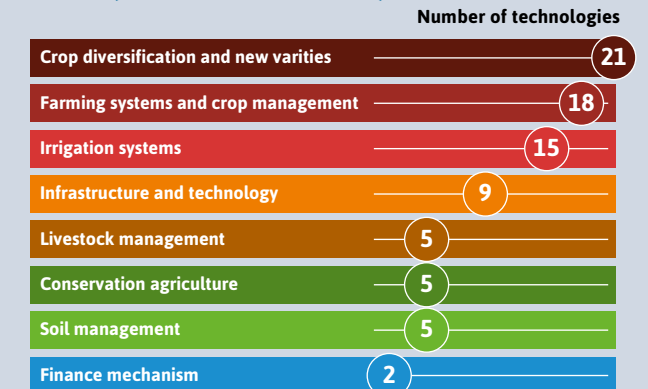 Number of technologies
Crop diversification and new varities 21
Farming systems and crop management 18
Irrigation systems 15
Infrastructure and technology 9
Livestock management 5
Conservation agriculture 5
Soil management 5
Finance mechanism 2